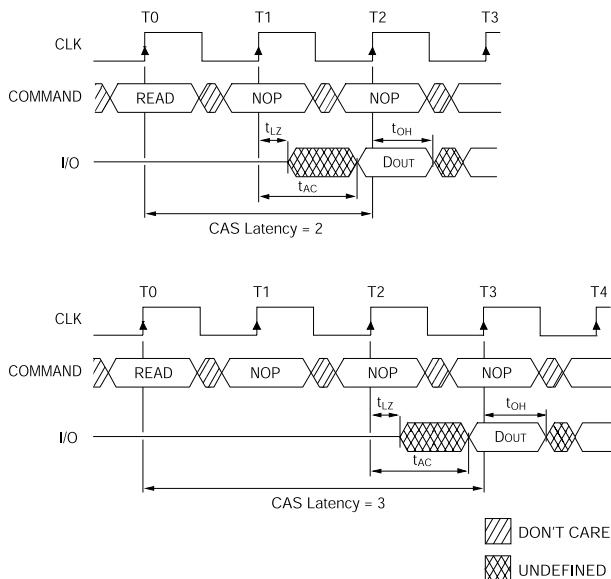 T0 T1 T2 T3
CLK
COMMAND READ NOP NOP
tLZ tOH
I/O DOUT
tAC
CAS Latency = 2
T0 T1 T2 T3 T4
CLK
COMMAND READ NOP NOP NOP
tLZ tOH
I/O DOUT
tAC
CAS Latency = 3
DON'T CARE
UNDEFINED